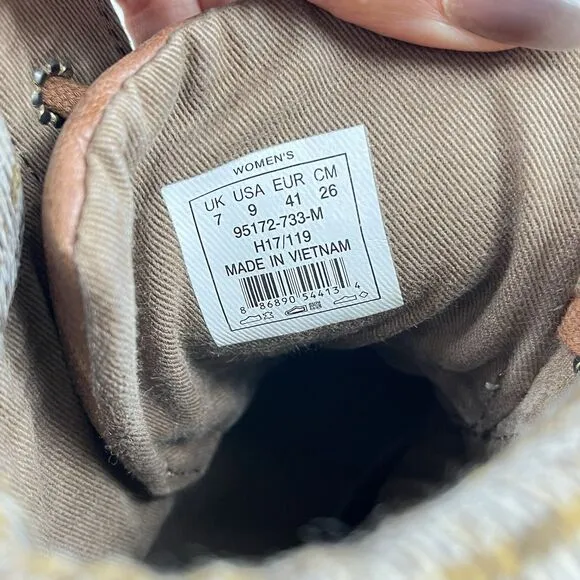 WOMEN'S
UK USA EUR CM
7 9 41 26
95172-733-M
H17/119
MADE IN VIETNAM
8 86890 54413 4